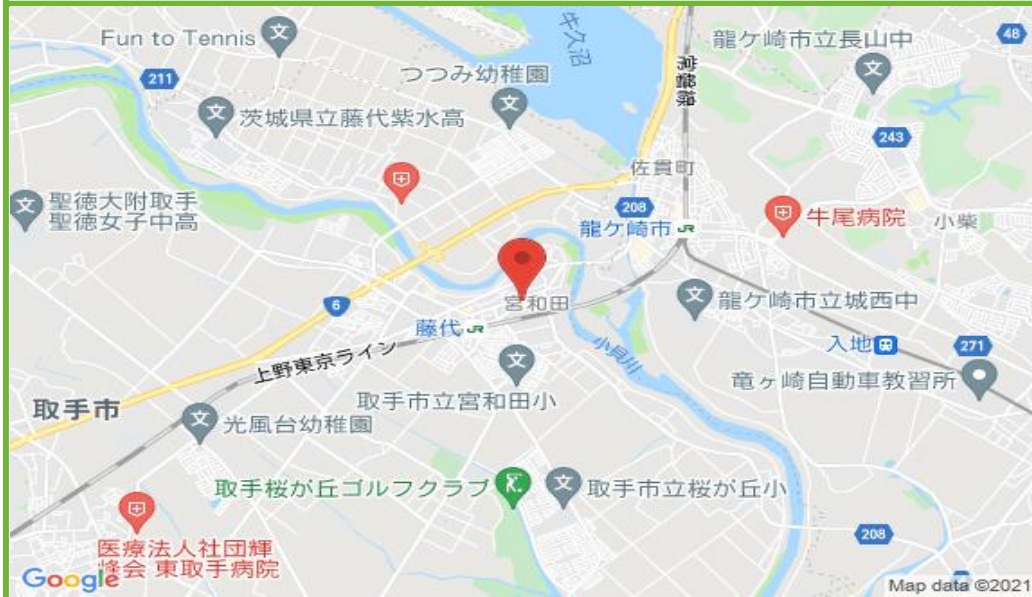 Fun to Tennis
211
つつみ幼稚園
牛久沼
常磐線
龍ケ崎市立長山中
48
茨城県立藤代紫水高
243
佐貫町
聖徳大附取手
聖徳女子中高
208
龍ケ崎市 JR
牛尾病院
小柴
宮和田
6
藤代 JR
龍ケ崎市立城西中
上野東京ライン
小貝川
入地
271
取手市
取手市立宮和田小
竜ヶ崎自動車教習所
光風台幼稚園
取手桜が丘ゴルフクラブ
取手市立桜が丘小
208
医療法人社団輝
峰会 東取手病院
Google
Map data ©2021